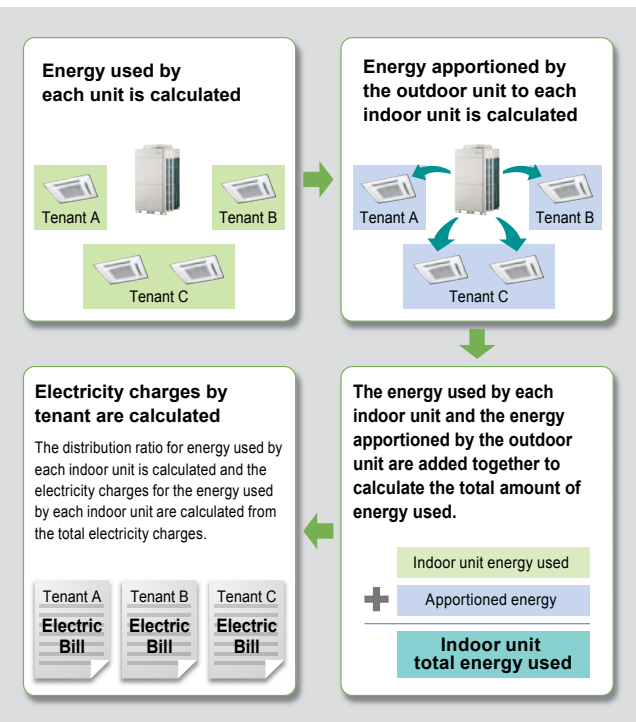 Energy used by
each unit is calculated
Tenant A
Tenant B
Tenant C
Energy apportioned by
the outdoor unit to each
indoor unit is calculated
Tenant A
Tenant B
Tenant C
The energy used by each
indoor unit and the energy
apportioned by the outdoor
unit are added together to
calculate the total amount of
energy used.
Indoor unit energy used
+
Apportioned energy
Indoor unit
total energy used
Electricity charges by
tenant are calculated
The distribution ratio for energy used by
each indoor unit is calculated and the
electricity charges for the energy used
by each indoor unit are calculated from
the total electricity charges.
Tenant A
Electric
Bill
Tenant B
Electric
Bill
Tenant C
Electric
Bill